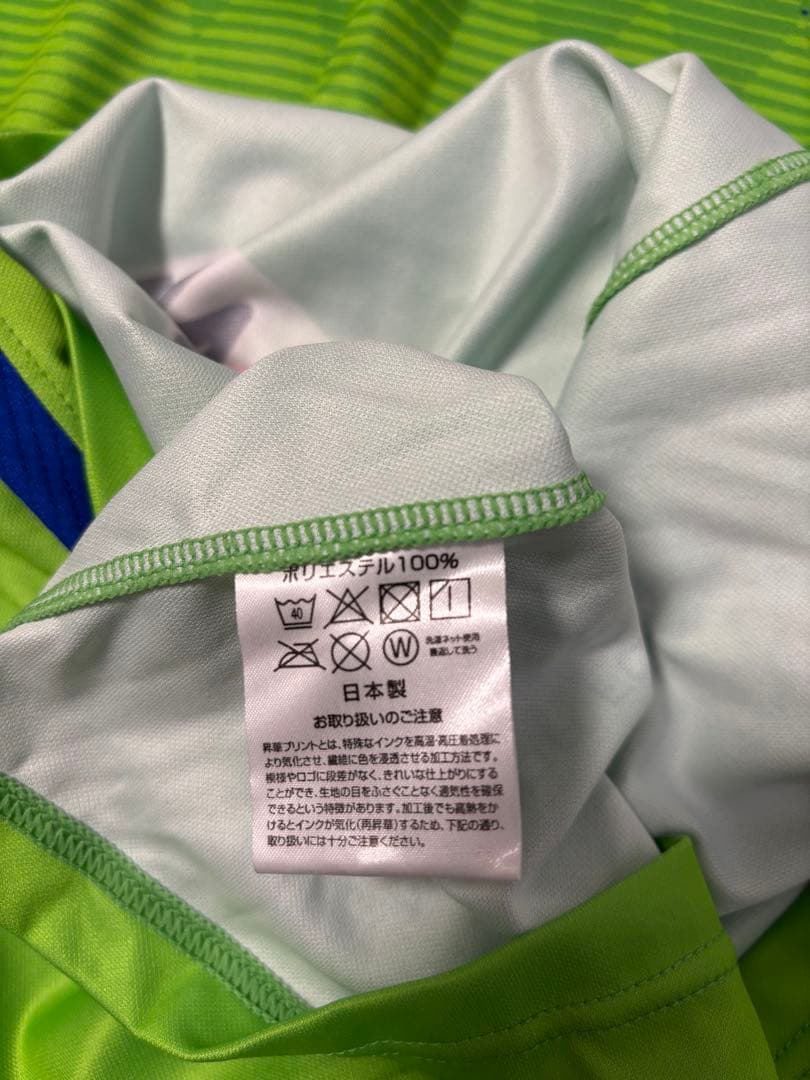 ポリエステル100%
40
W
洗濯ネット使用
裏返して洗う
日本製
お取り扱いのご注意
昇華プリントとは、特殊なインクを高温・高圧着処理に
より気化させ、繊維に色を浸透させる加工方法です。
模様やロゴに段差がなく、きれいな仕上がりにする
ことができ、生地の目をふさぐことなく通気性を確保
できるという特徴があります。加工後でも高熱をか
けるとインクが気化(再昇華)するため、下記の通り、
取り扱いには十分ご注意ください。